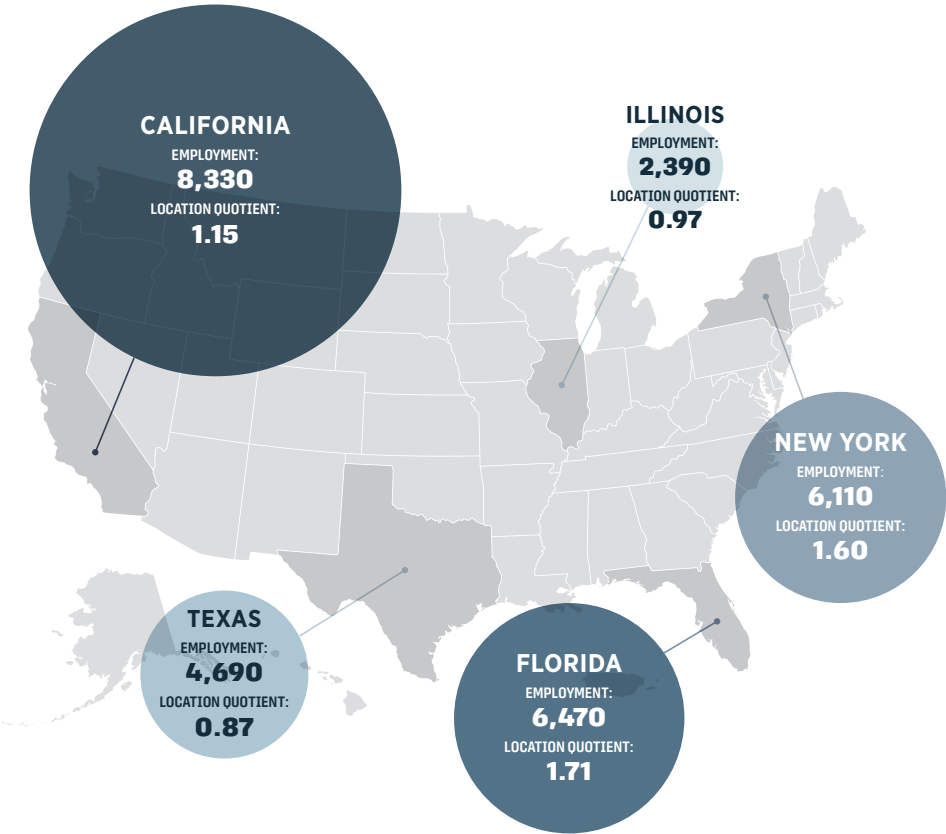 CALIFORNIA
EMPLOYMENT:
8,330
LOCATION QUOTIENT:
1.15
ILLINOIS
EMPLOYMENT:
2,390
LOCATION QUOTIENT:
0.97
NEW YORK
EMPLOYMENT:
6,110
LOCATION QUOTIENT:
1.60
TEXAS
EMPLOYMENT:
4,690
LOCATION QUOTIENT:
0.87
FLORIDA
EMPLOYMENT:
6,470
LOCATION QUOTIENT:
1.71